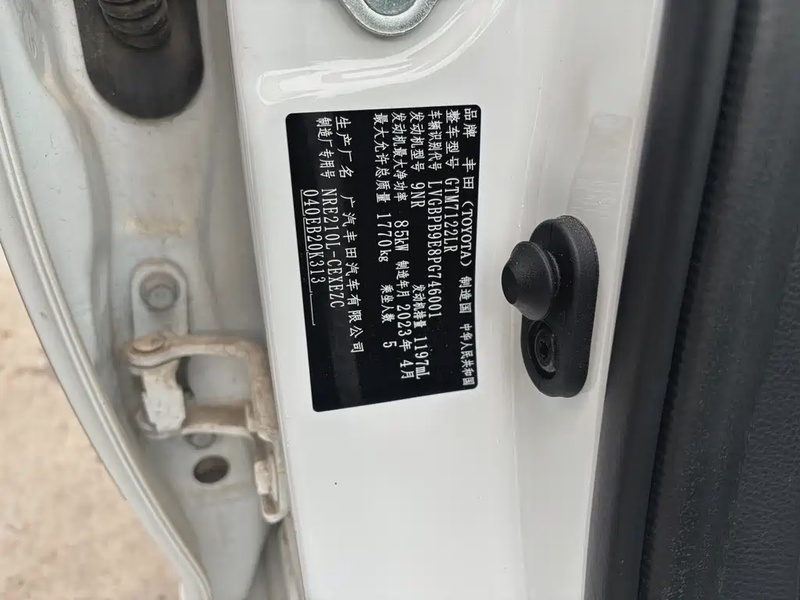 品牌 丰田(TOYOTA) 制造国 中华人民共和国
整车型号 GTM7122LR
车辆识别代号 LVGBPB9E8PG746001
发动机型号 9NR 发动机排量 1197mL
发动机最大净功率 85kW 制造年月 2023年 4月
最大允许总质量 1770kg 乘坐人数 5
生产厂名 广汽丰田汽车有限公司
制造厂专用号 NRE210L-CEXEZC
040EB20K313